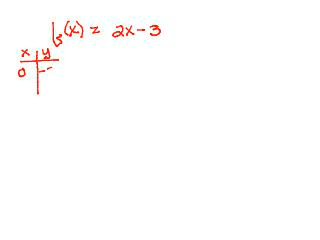 (x) = 2x - 3
x y
0